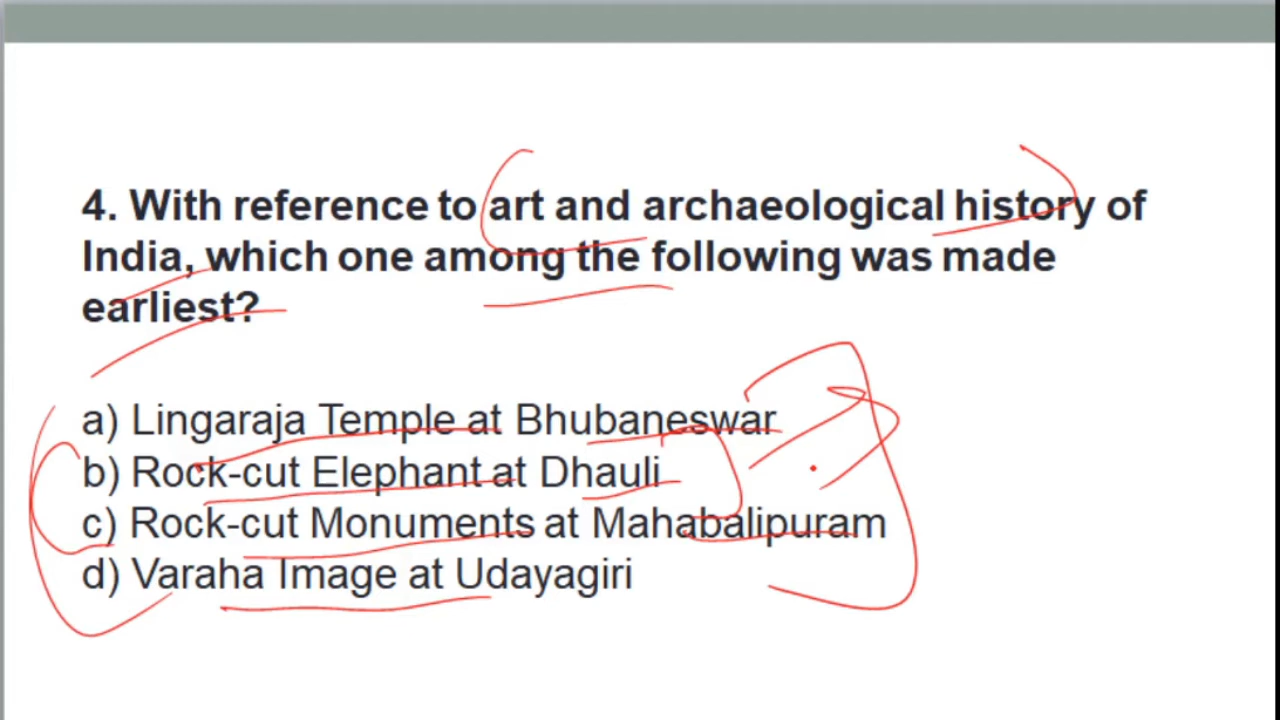 4. With reference to art and archaeological history of
India, which one among the following was made
earliest?
a) Lingaraja Temple at Bhubaneswar
b) Rock-cut Elephant at Dhauli
c) Rock-cut Monuments at Mahabalipuram
d) Varaha Image at Udayagiri